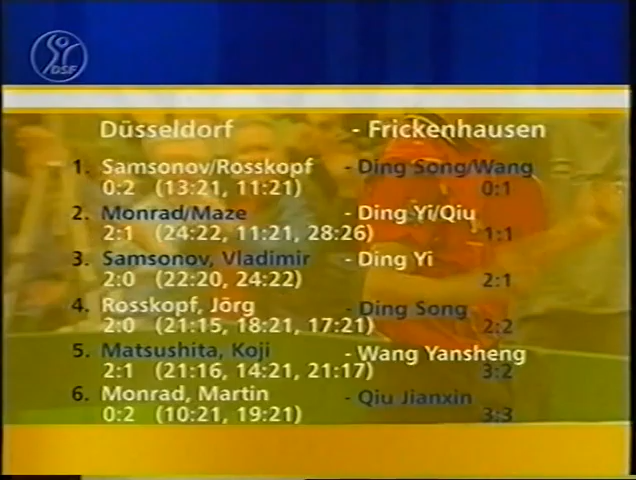 DSF
Düsseldorf - Frickenhausen
1. Samsonov/Rosskopf - Ding Song/Wang
0:2 (13:21, 11:21) 0:1
2. Monrad/Maze - Ding Yi/Qiu
2:1 (24:22, 11:21, 28:26) 1:1
3. Samsonov, Vladimir - Ding Yi
2:0 (22:20, 24:22) 2:1
4. Rosskopf, Jörg - Ding Song
2:0 (21:15, 18:21, 17:21) 2:2
5. Matsushita, Koji - Wang Yansheng
2:1 (21:16, 14:21, 21:17) 3:2
6. Monrad, Martin - Qiu Jianxin
0:2 (10:21, 19:21) 3:3